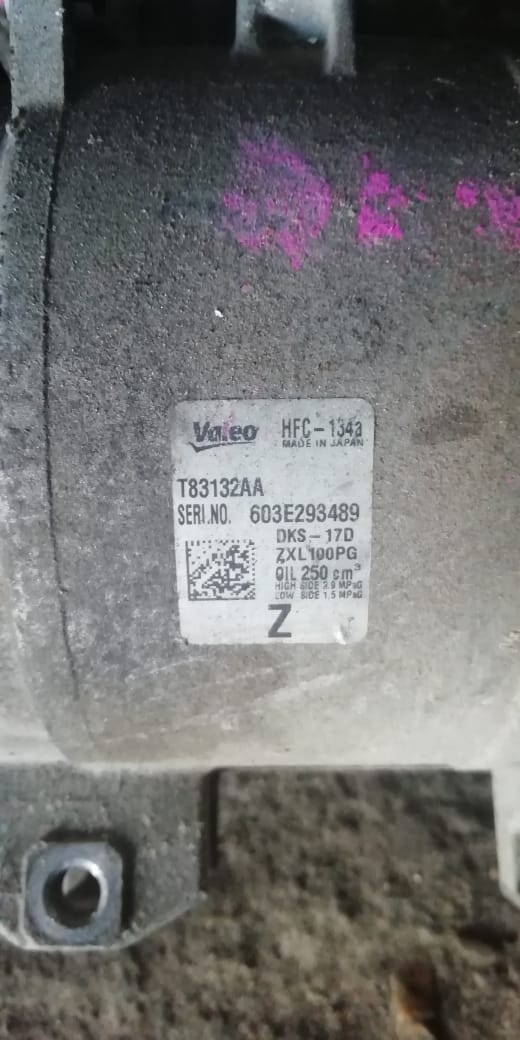 Valeo HFC-134a
MADE IN JAPAN
T83132AA
SERI.NO. 603E293489
DKS-17D
ZXL100PG
OIL 250 cm³
HIGH SIDE 2.9 MPaG
LOW SIDE 1.5 MPaG
Z